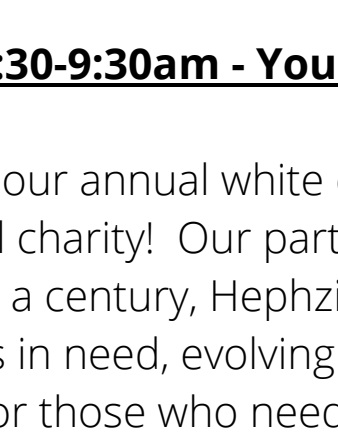 :30-9:30am - You
our annual white
l charity!  Our part
a century, Hephzi
s in need, evolving
or those who need